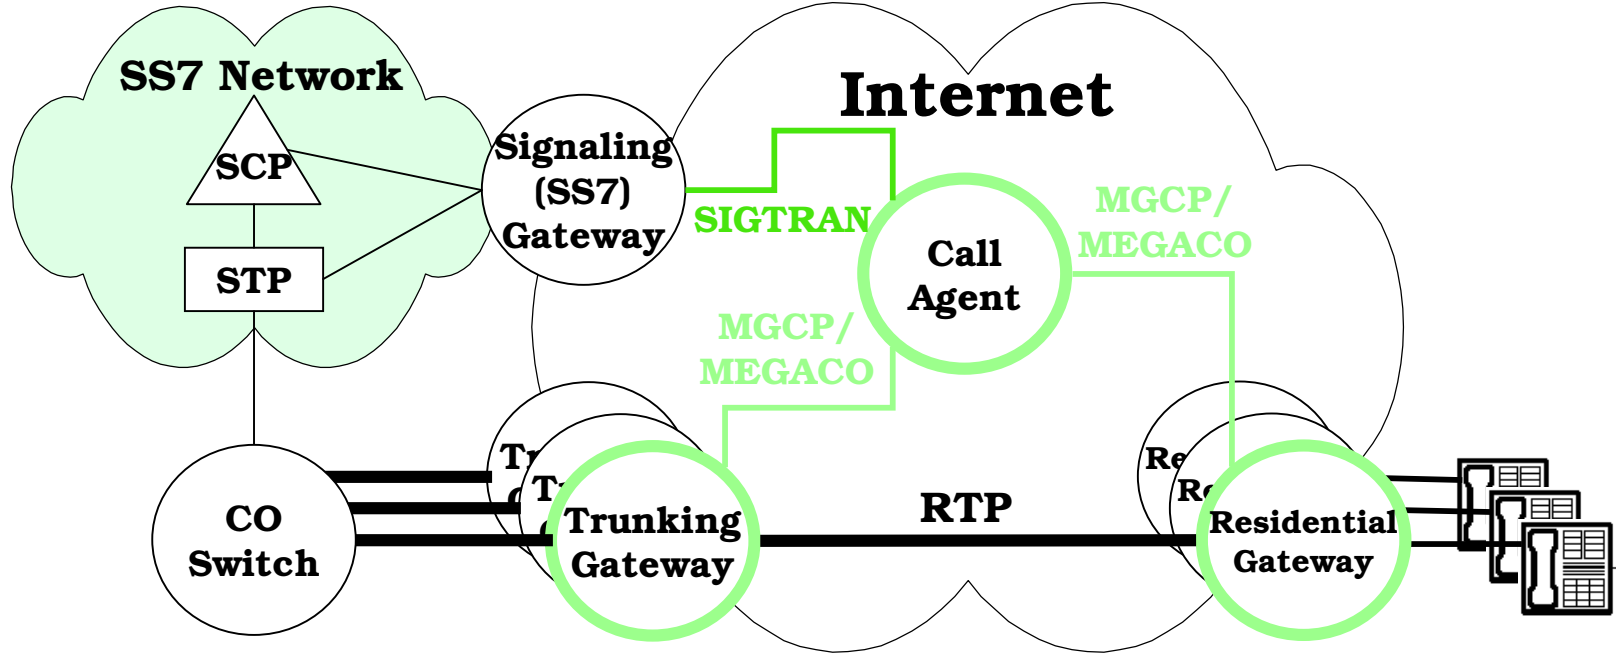 SS7 Network
SCP
STP
Signaling
(SS7)
Gateway
Internet
SIGTRAN
Call
Agent
MGCP/
MEGACO
MGCP/
MEGACO
CO
Switch
Trunking
Gateway
RTP
Residential
Gateway